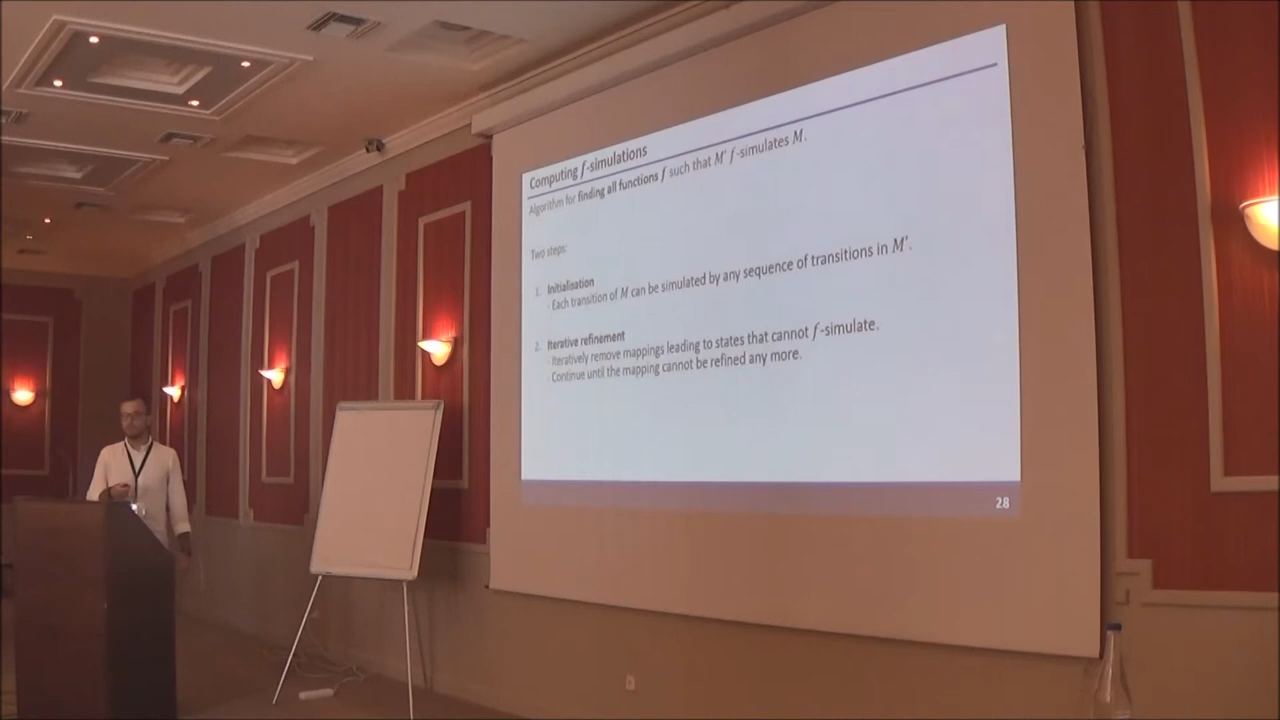 Computing f-simulations
Algorithm for finding all functions f such that M' f-simulates M.
Two steps:
1. Initialisation
- Each transition of M can be simulated by any sequence of transitions in M'.
2. Iterative refinement
- Iteratively remove mappings leading to states that cannot f-simulate.
- Continue until the mapping cannot be refined any more.
28